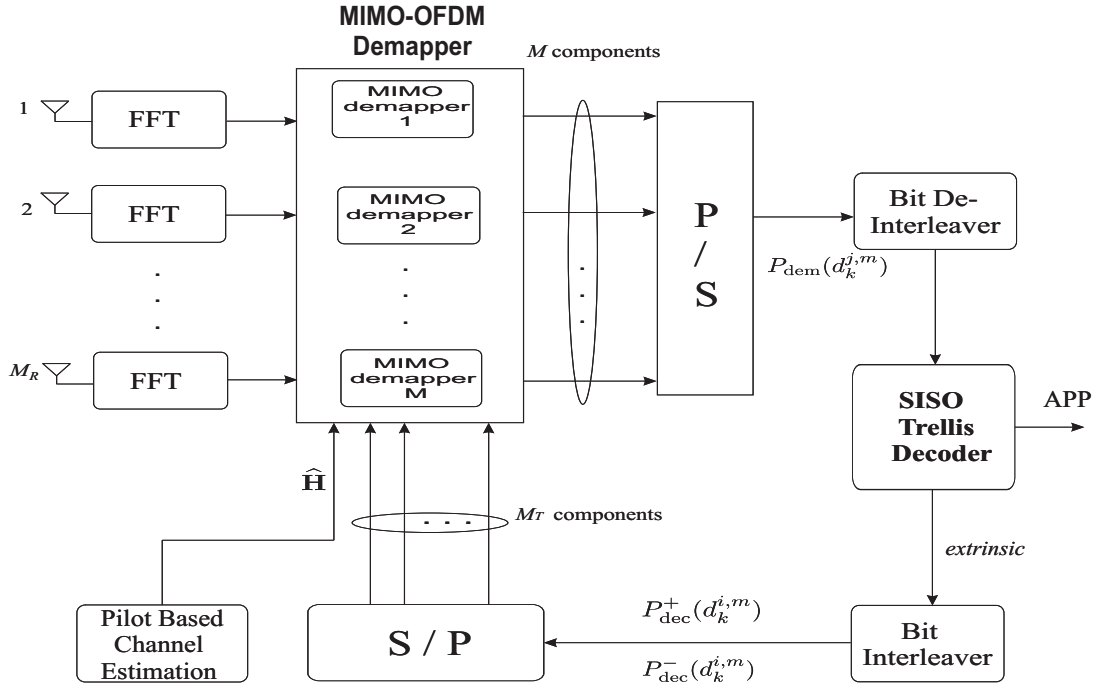 MIMO-OFDM
Demapper
M components
1
FFT
MIMO
demapper
1
2
FFT
MIMO
demapper
2
M_R
FFT
MIMO
demapper
M
P
/
S
Bit De-
Interleaver
P_dem(d_k^{j,m})
SISO
Trellis
Decoder
APP
Ĥ
M_T components
extrinsic
Pilot Based
Channel
Estimation
S / P
P_dec^+(d_k^{i,m})
P_dec^-(d_k^{i,m})
Bit
Interleaver